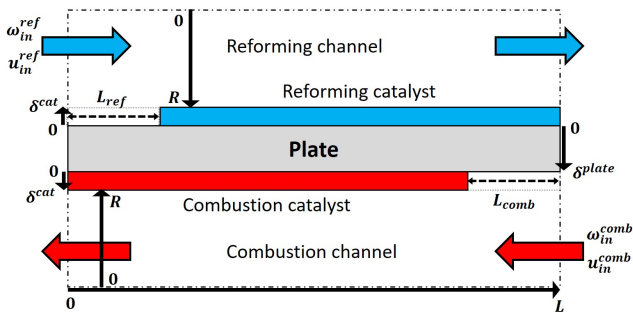 0
ω_in^ref
u_in^ref
Reforming channel
L_ref
R
Reforming catalyst
δ^cat
0
0
Plate
0
δ^cat
R
δ^plate
L_comb
Combustion catalyst
ω_in^comb
u_in^comb
Combustion channel
0
0
L